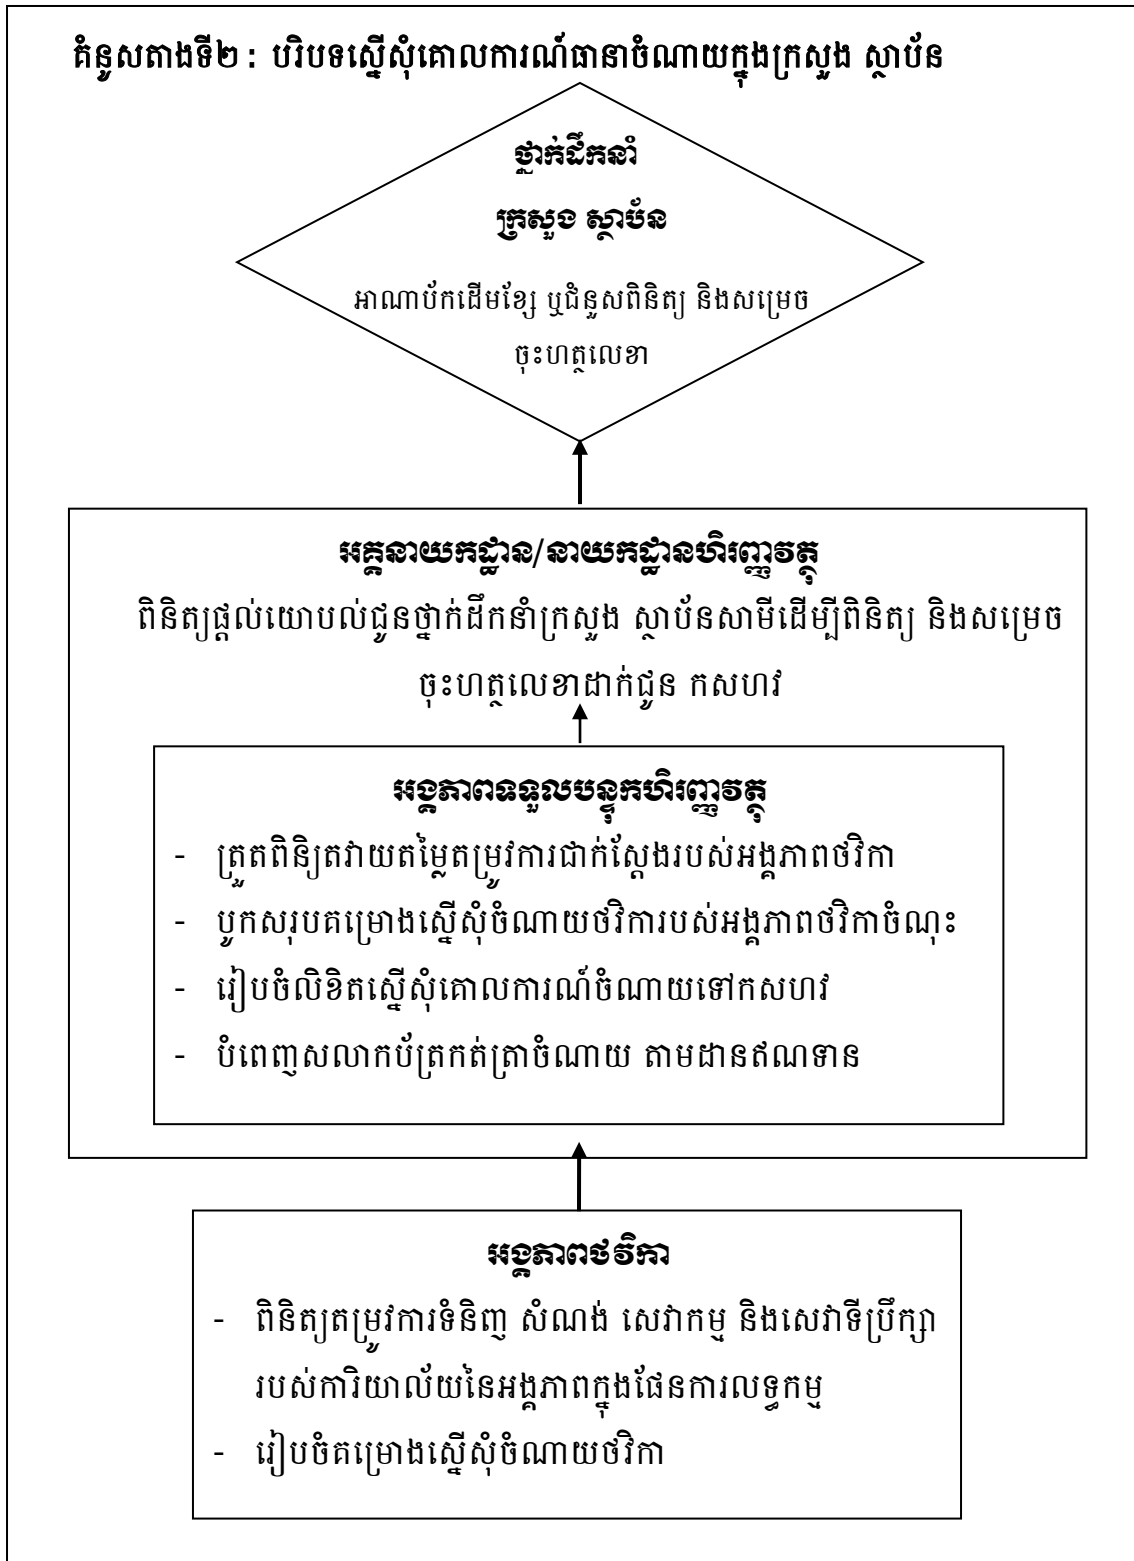 គំនូសតាងទី២ : បរិបទស្នើសុំគោលការណ៍ធានាចំណាយក្នុងក្រសួង ស្ថាប័ន
ថ្នាក់ដឹកនាំ
ក្រសួង ស្ថាប័ន
អាណាប័កដើមខ្សែ ឬជំនួសពិនិត្យ និងសម្រេច
ចុះហត្ថលេខា
អគ្គនាយកដ្ឋាន/នាយកដ្ឋានហិរញ្ញវត្ថុ
ពិនិត្យផ្តល់យោបល់ជូនថ្នាក់ដឹកនាំក្រសួង ស្ថាប័នសាមីដើម្បីពិនិត្យ និងសម្រេច
ចុះហត្ថលេខាដាក់ជូន កសហវ
អង្គភាពទទួលបន្ទុកហិរញ្ញវត្ថុ
- ត្រួតពិនិ្យតវាយតម្លៃតម្រូវការជាក់ស្តែងរបស់អង្គភាពថវិកា
- បូកសរុបគម្រោងស្នើសុំចំណាយថវិការបស់អង្គភាពថវិកាចំណុះ
- រៀបចំលិខិតស្នើសុំគោលការណ៍ចំណាយទៅកសហវ
- បំពេញសលាកប័ត្រកត់ត្រាចំណាយ តាមដានឥណទាន
អង្គភាពថវិកា
- ពិនិត្យតម្រូវការទំនិញ សំណង់ សេវាកម្ម និងសេវាទីប្រឹក្សា
របស់ការិយាល័យនៃអង្គភាពក្នុងផែនការលទ្ធកម្ម
- រៀបចំគម្រោងស្នើសុំចំណាយថវិកា